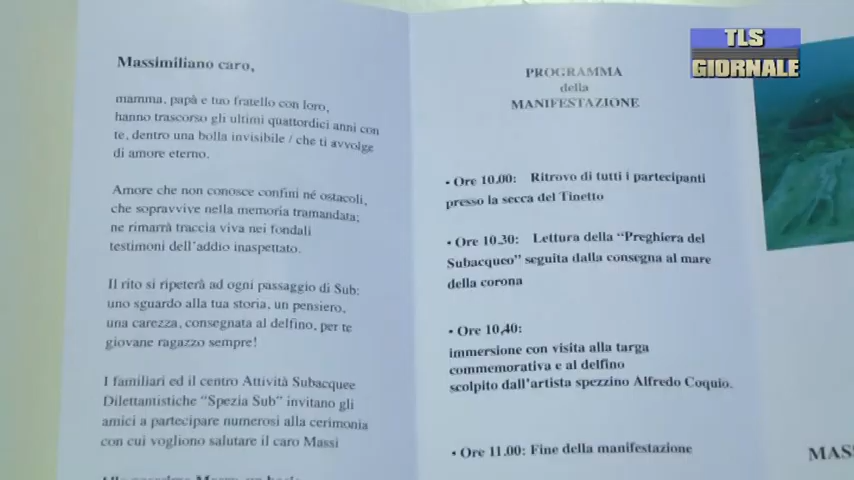 TLS
GIORNALE
Massimiliano caro,
mamma, papà e tuo fratello con loro,
hanno trascorso gli ultimi quattordici anni con
te, dentro una bolla invisibile / che ti avvolge
di amore eterno.
Amore che non conosce confini né ostacoli,
che sopravvive nella memoria tramandata;
ne rimarrà traccia viva nei fondali
testimoni dell'addio inaspettato.
Il rito si ripeterà ad ogni passaggio di Sub:
uno sguardo alla tua storia, un pensiero,
una carezza, consegnata al delfino, per te
giovane ragazzo sempre!
I familiari ed il centro Attività Subacquee
Dilettantistiche "Spezia Sub" invitano gli
amici a partecipare numerosi alla cerimonia
con cui vogliono salutare il caro Massi
PROGRAMMA
della
MANIFESTAZIONE
• Ore 10.00: Ritrovo di tutti i partecipanti
presso la secca del Tinetto
• Ore 10.30: Lettura della "Preghiera del
Subacqueo" seguita dalla consegna al mare
della corona
• Ore 10,40:
immersione con visita alla targa
commemorativa e al delfino
scolpito dall'artista spezzino Alfredo Coquio.
• Ore 11.00: Fine della manifestazione
MAS